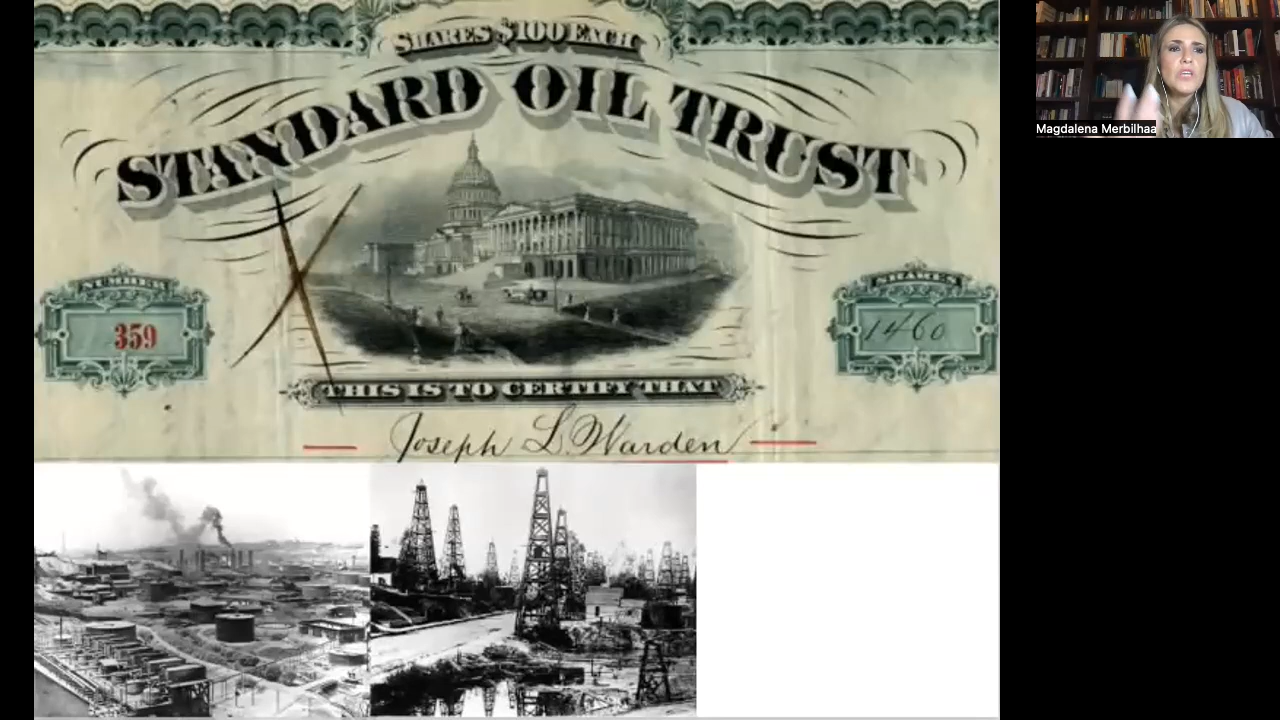 SHARES $100 EACH
STANDARD OIL TRUST
NUMBER
359
SHARES
1460
THIS IS TO CERTIFY THAT
Joseph L. Warden
Magdalena Merbilhaa